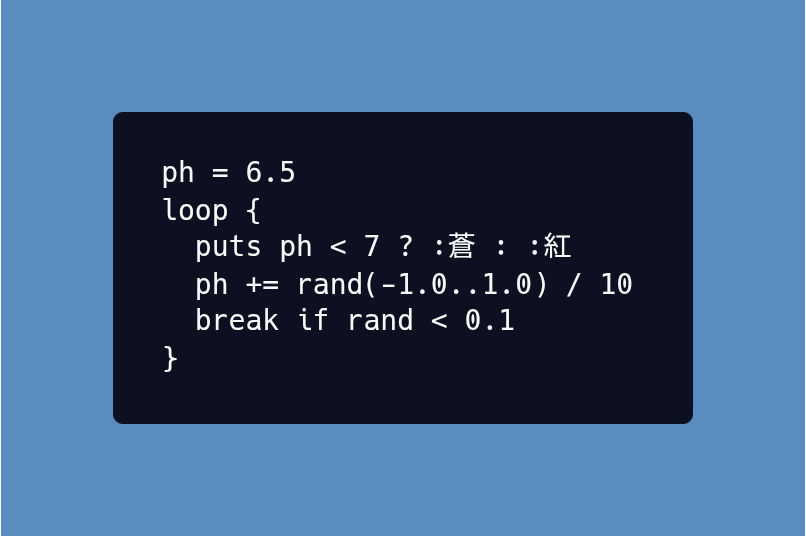 ph = 6.5
loop {
  puts ph < 7 ? :蒼 : :紅
  ph += rand(-1.0..1.0) / 10
  break if rand < 0.1
}